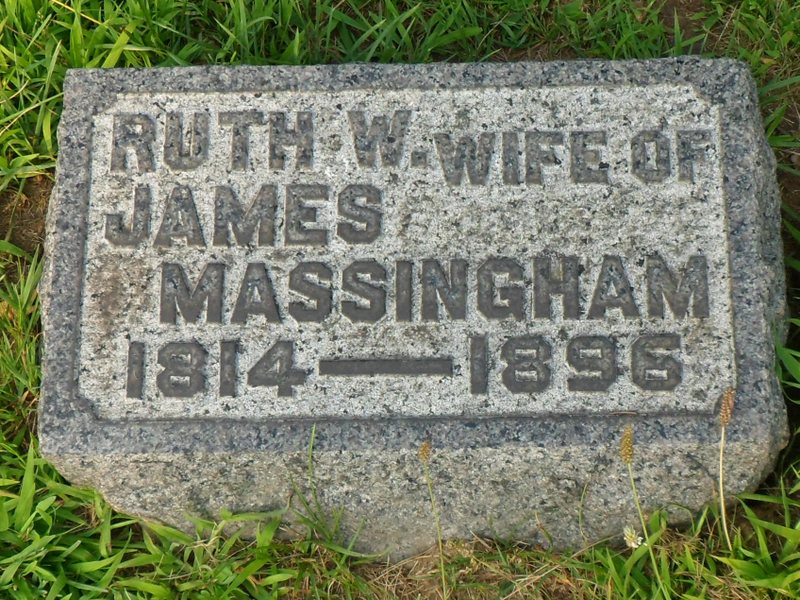 RUTH W. WIFE OF
JAMES
MASSINGHAM
1814 — 1896